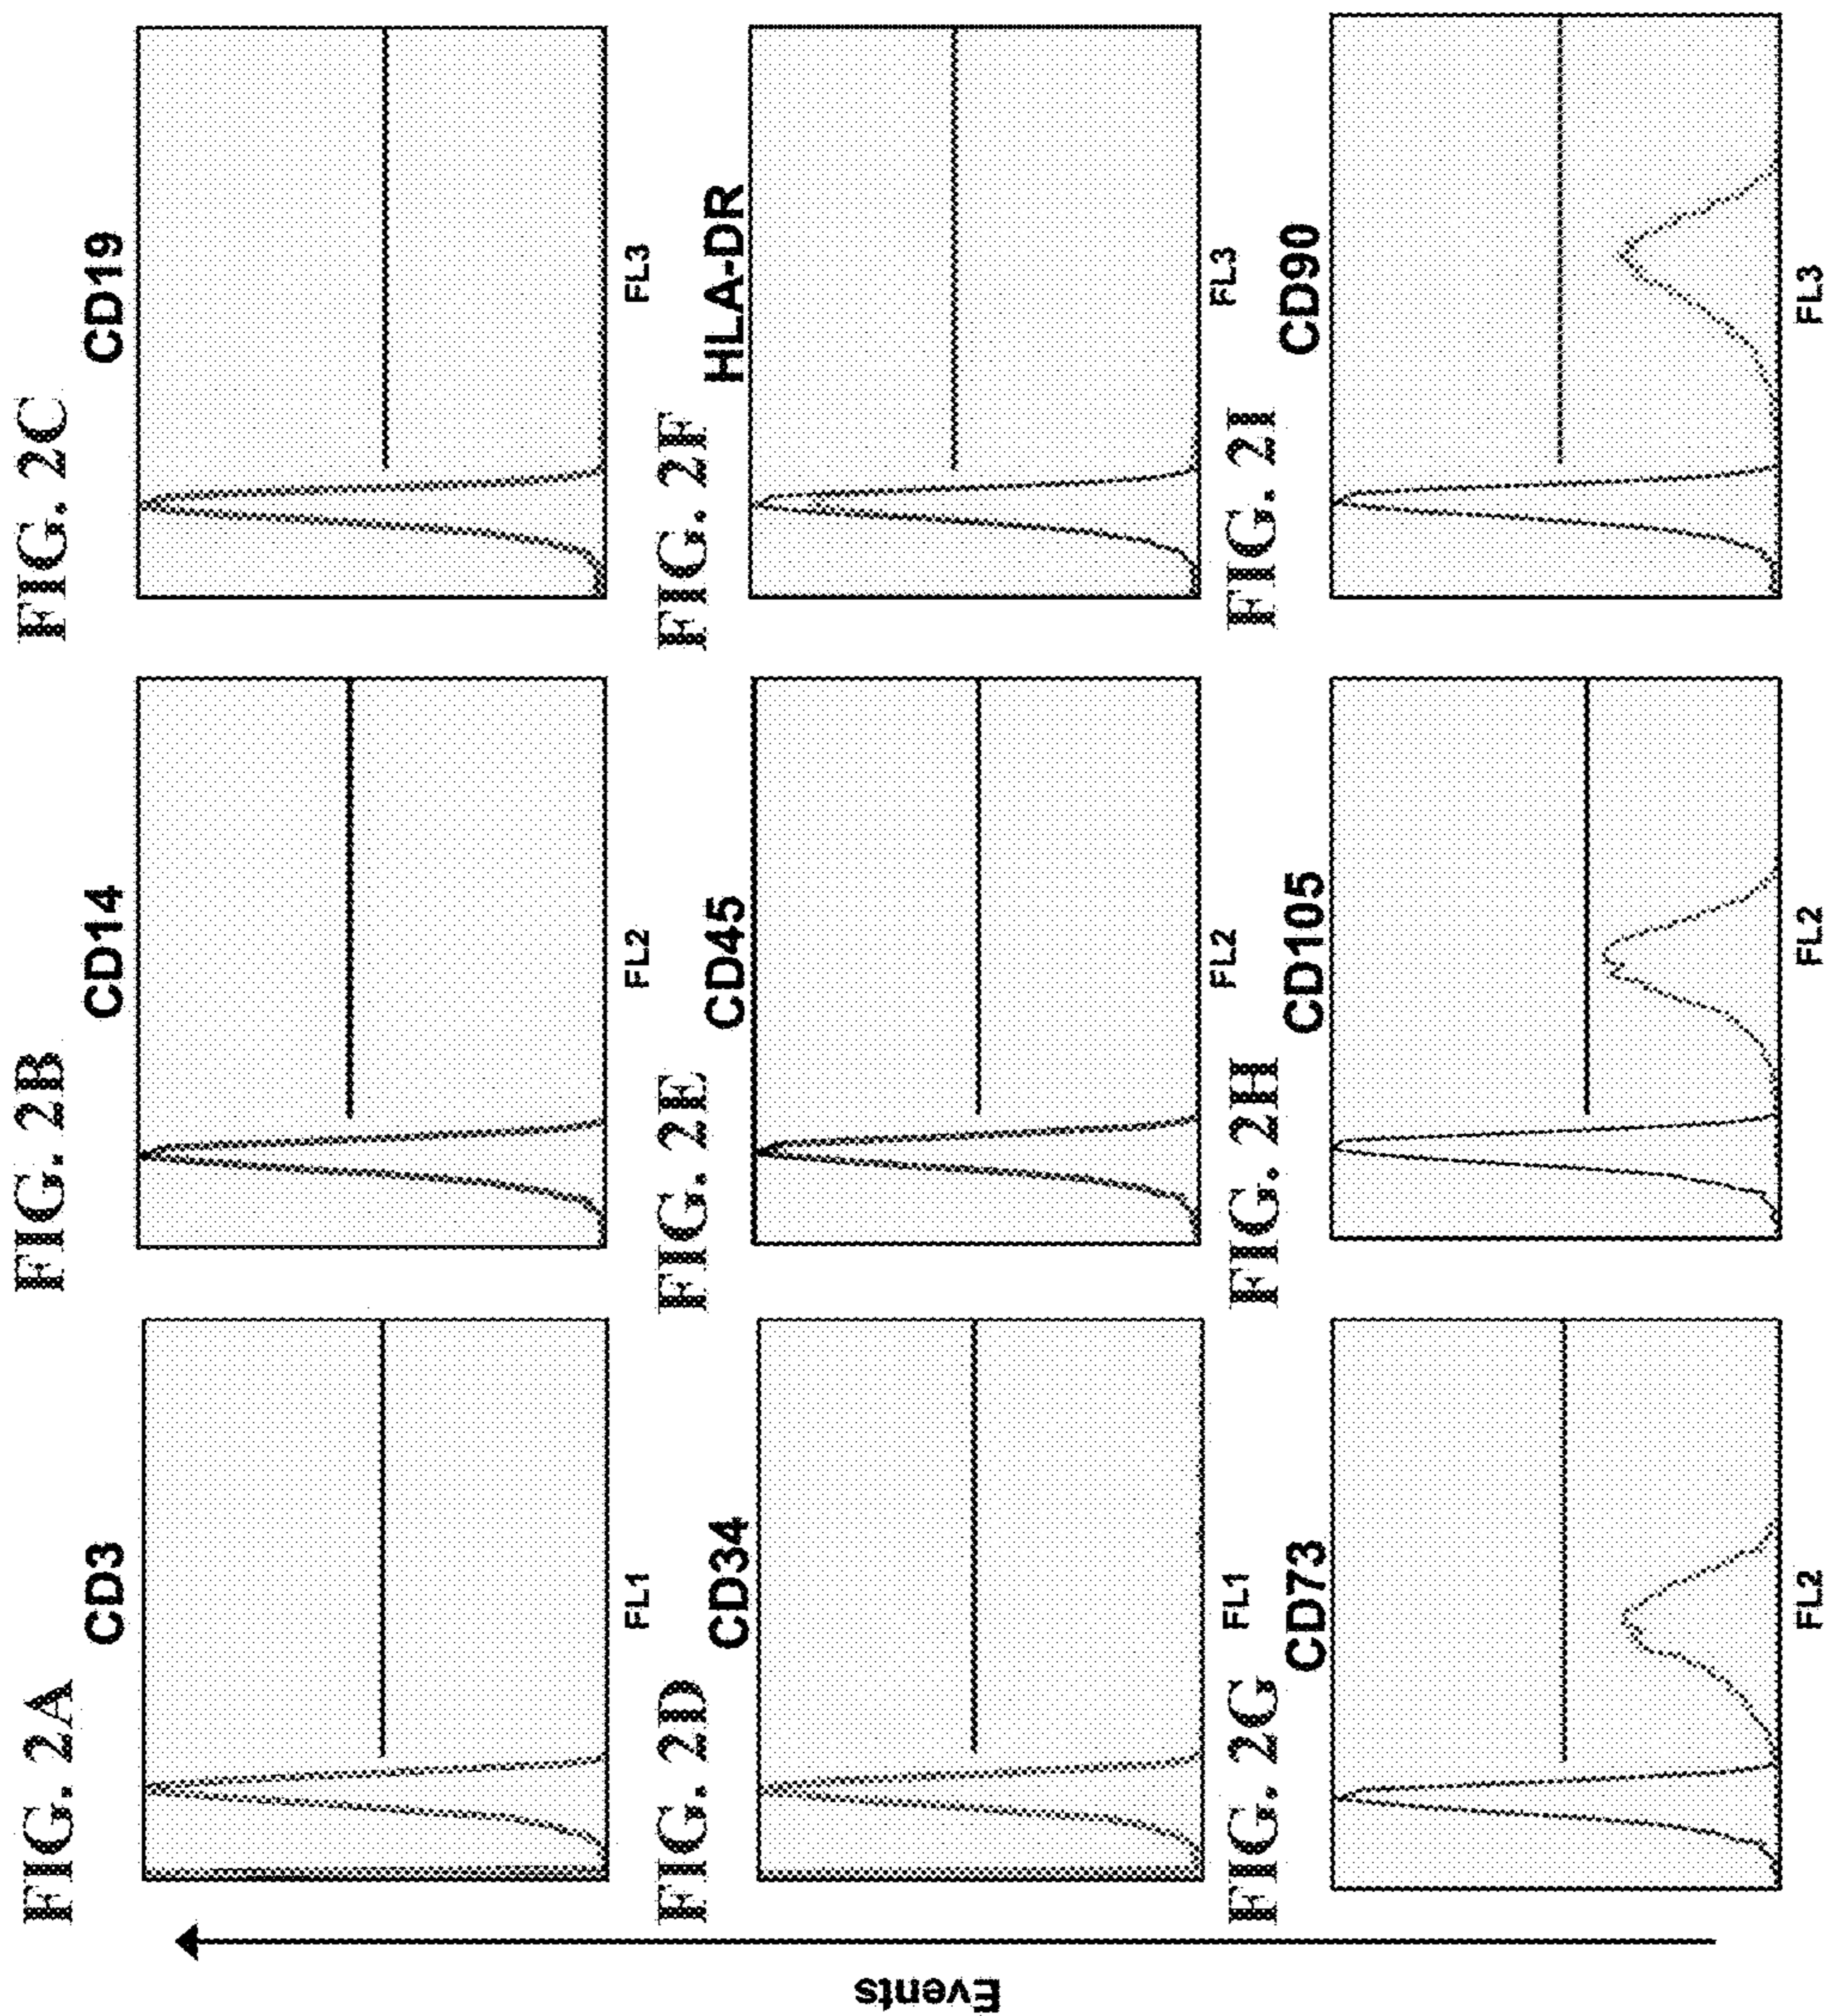 FIG. 2A
FIG. 2B
FIG. 2C
CD3
CD14
CD19
FL1
FL2
FL3
FIG. 2D
FIG. 2E
FIG. 2F
CD34
CD45
HLA-DR
FL1
FL2
FL3
FIG. 2G
FIG. 2H
FIG. 2I
CD73
CD105
CD90
FL2
FL2
FL3
Events